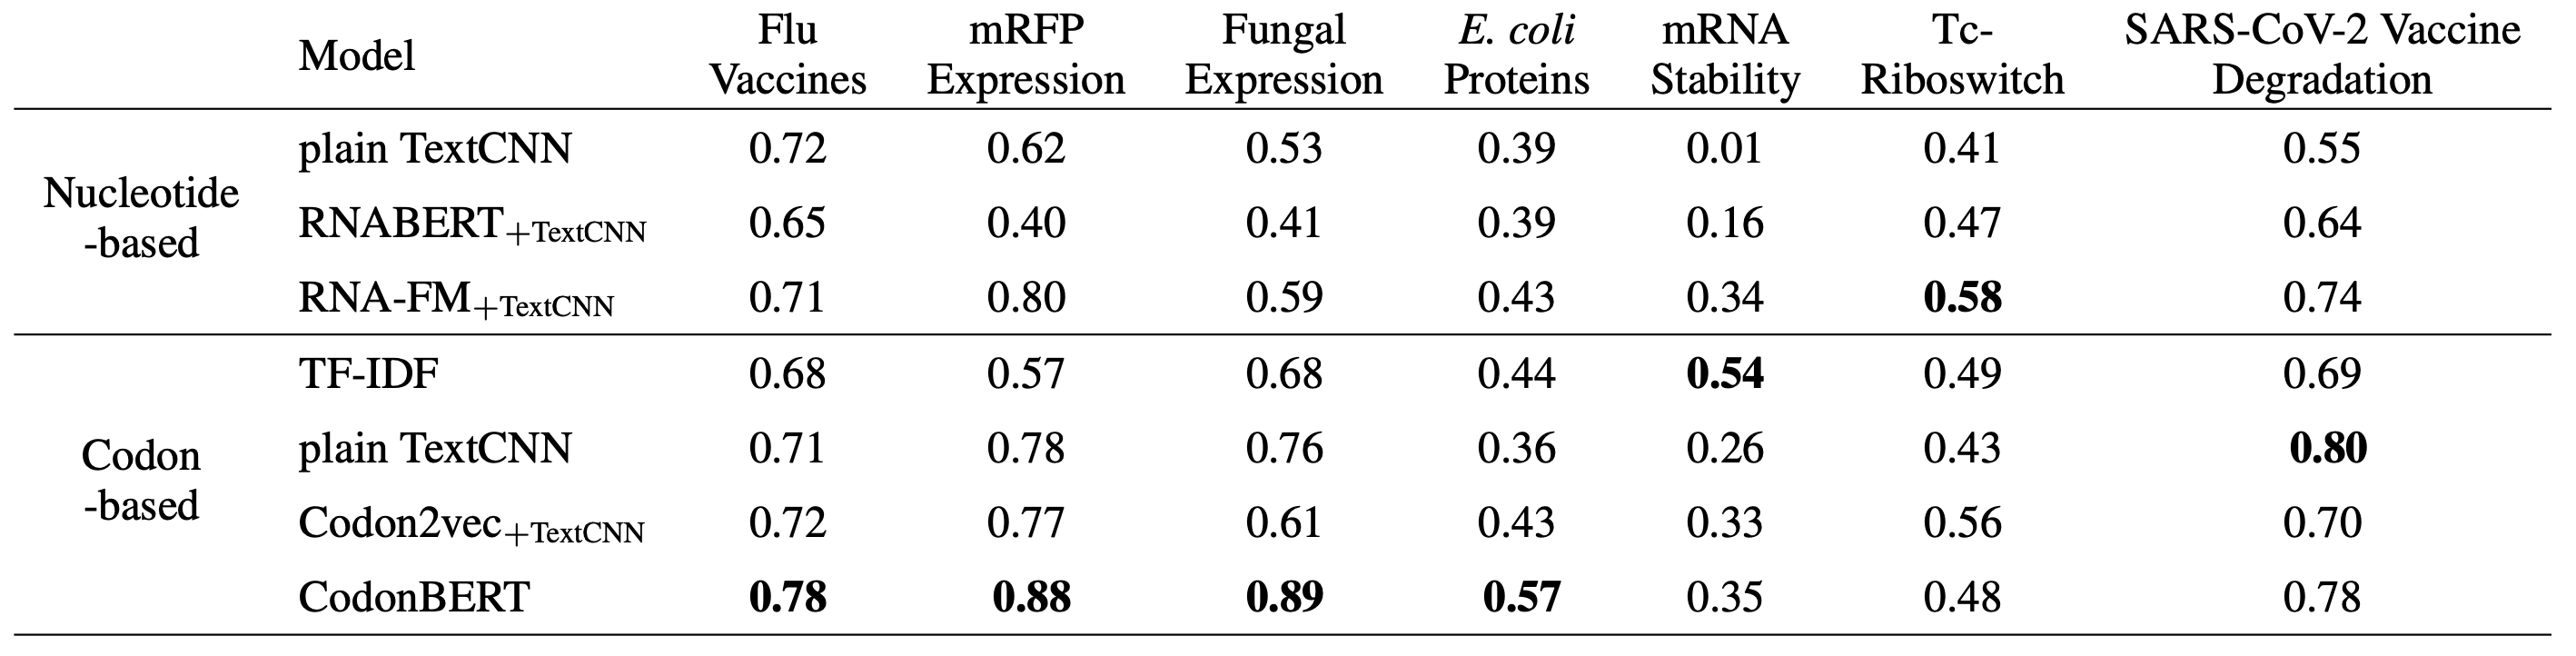 Model Flu Vaccines mRFP Expression Fungal Expression E. coli Proteins mRNA Stability Tc-Riboswitch SARS-CoV-2 Vaccine Degradation
Nucleotide-based
plain TextCNN 0.72 0.62 0.53 0.39 0.01 0.41 0.55
RNABERT+TextCNN 0.65 0.40 0.41 0.39 0.16 0.47 0.64
RNA-FM+TextCNN 0.71 0.80 0.59 0.43 0.34 0.58 0.74
Codon-based
TF-IDF 0.68 0.57 0.68 0.44 0.54 0.49 0.69
plain TextCNN 0.71 0.78 0.76 0.36 0.26 0.43 0.80
Codon2vec+TextCNN 0.72 0.77 0.61 0.43 0.33 0.56 0.70
CodonBERT 0.78 0.88 0.89 0.57 0.35 0.48 0.78